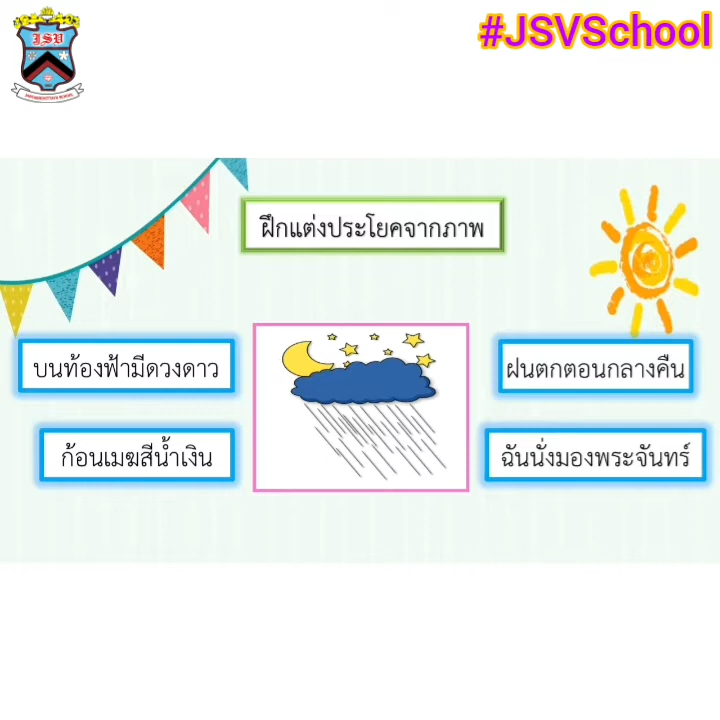 JSV
#JSVSchool
ฝึกแต่งประโยคจากภาพ
บนท้องฟ้ามีดวงดาว
ฝนตกตอนกลางคืน
ก้อนเมฆสีน้ำเงิน
ฉันนั่งมองพระจันทร์